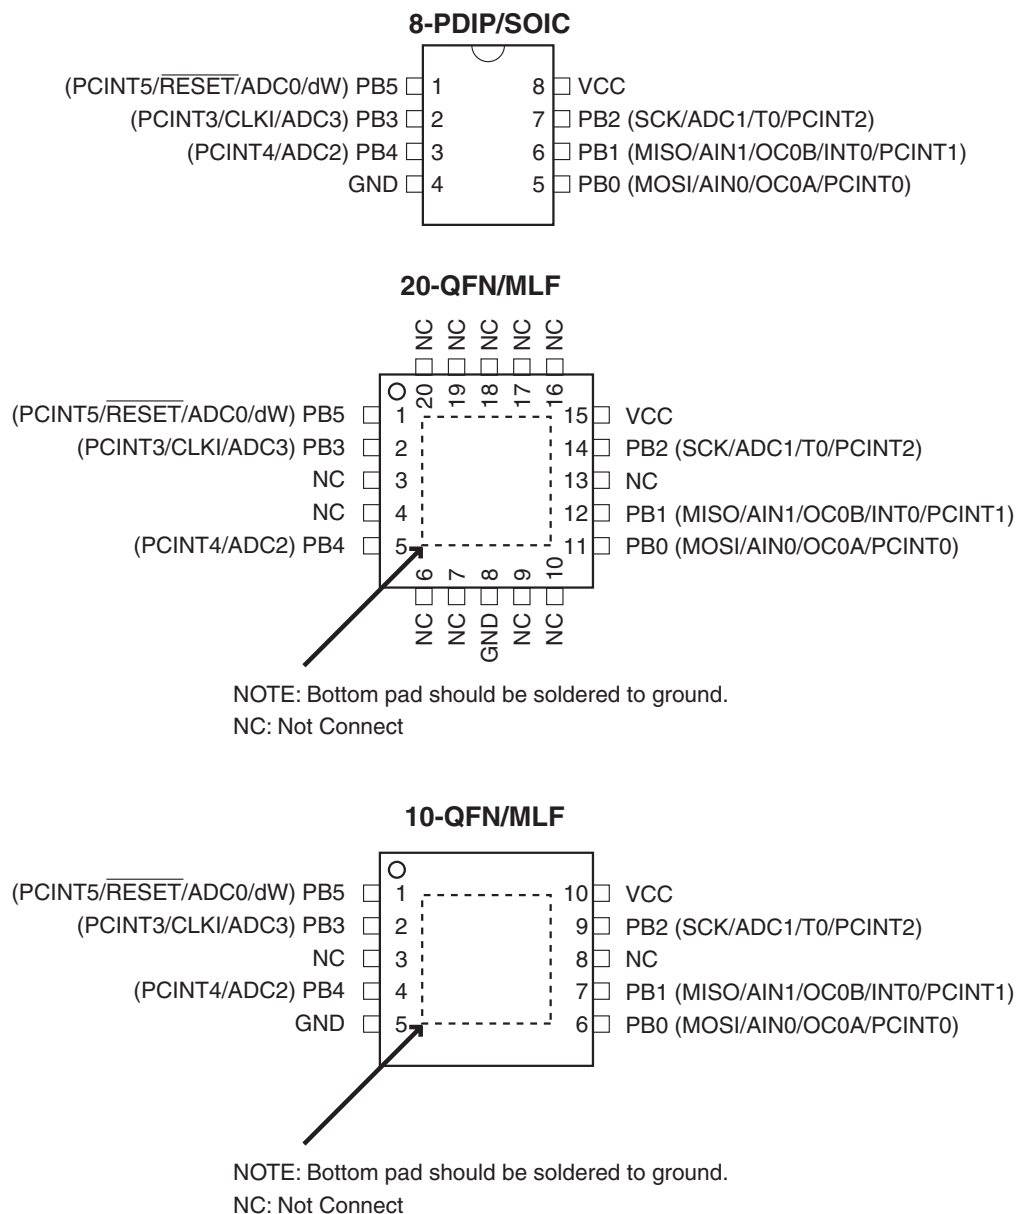 8-PDIP/SOIC
(PCINT5/RESET/ADC0/dW) PB5 1 8 VCC
(PCINT3/CLKI/ADC3) PB3 2 7 PB2 (SCK/ADC1/T0/PCINT2)
(PCINT4/ADC2) PB4 3 6 PB1 (MISO/AIN1/OC0B/INT0/PCINT1)
GND 4 5 PB0 (MOSI/AIN0/OC0A/PCINT0)
20-QFN/MLF
NC NC NC NC NC
20 19 18 17 16
(PCINT5/RESET/ADC0/dW) PB5 1 15 VCC
(PCINT3/CLKI/ADC3) PB3 2 14 PB2 (SCK/ADC1/T0/PCINT2)
NC 3 13 NC
NC 4 12 PB1 (MISO/AIN1/OC0B/INT0/PCINT1)
(PCINT4/ADC2) PB4 5 11 PB0 (MOSI/AIN0/OC0A/PCINT0)
6 7 8 9 10
NC NC GND NC NC
NOTE: Bottom pad should be soldered to ground.
NC: Not Connect
10-QFN/MLF
(PCINT5/RESET/ADC0/dW) PB5 1 10 VCC
(PCINT3/CLKI/ADC3) PB3 2 9 PB2 (SCK/ADC1/T0/PCINT2)
NC 3 8 NC
(PCINT4/ADC2) PB4 4 7 PB1 (MISO/AIN1/OC0B/INT0/PCINT1)
GND 5 6 PB0 (MOSI/AIN0/OC0A/PCINT0)
NOTE: Bottom pad should be soldered to ground.
NC: Not Connect